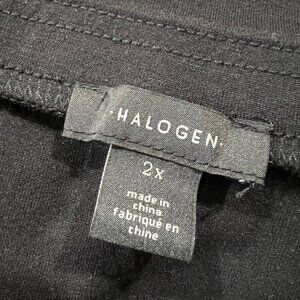 ·HALOGEN·
2x
made in
china
fabriqué en
chine